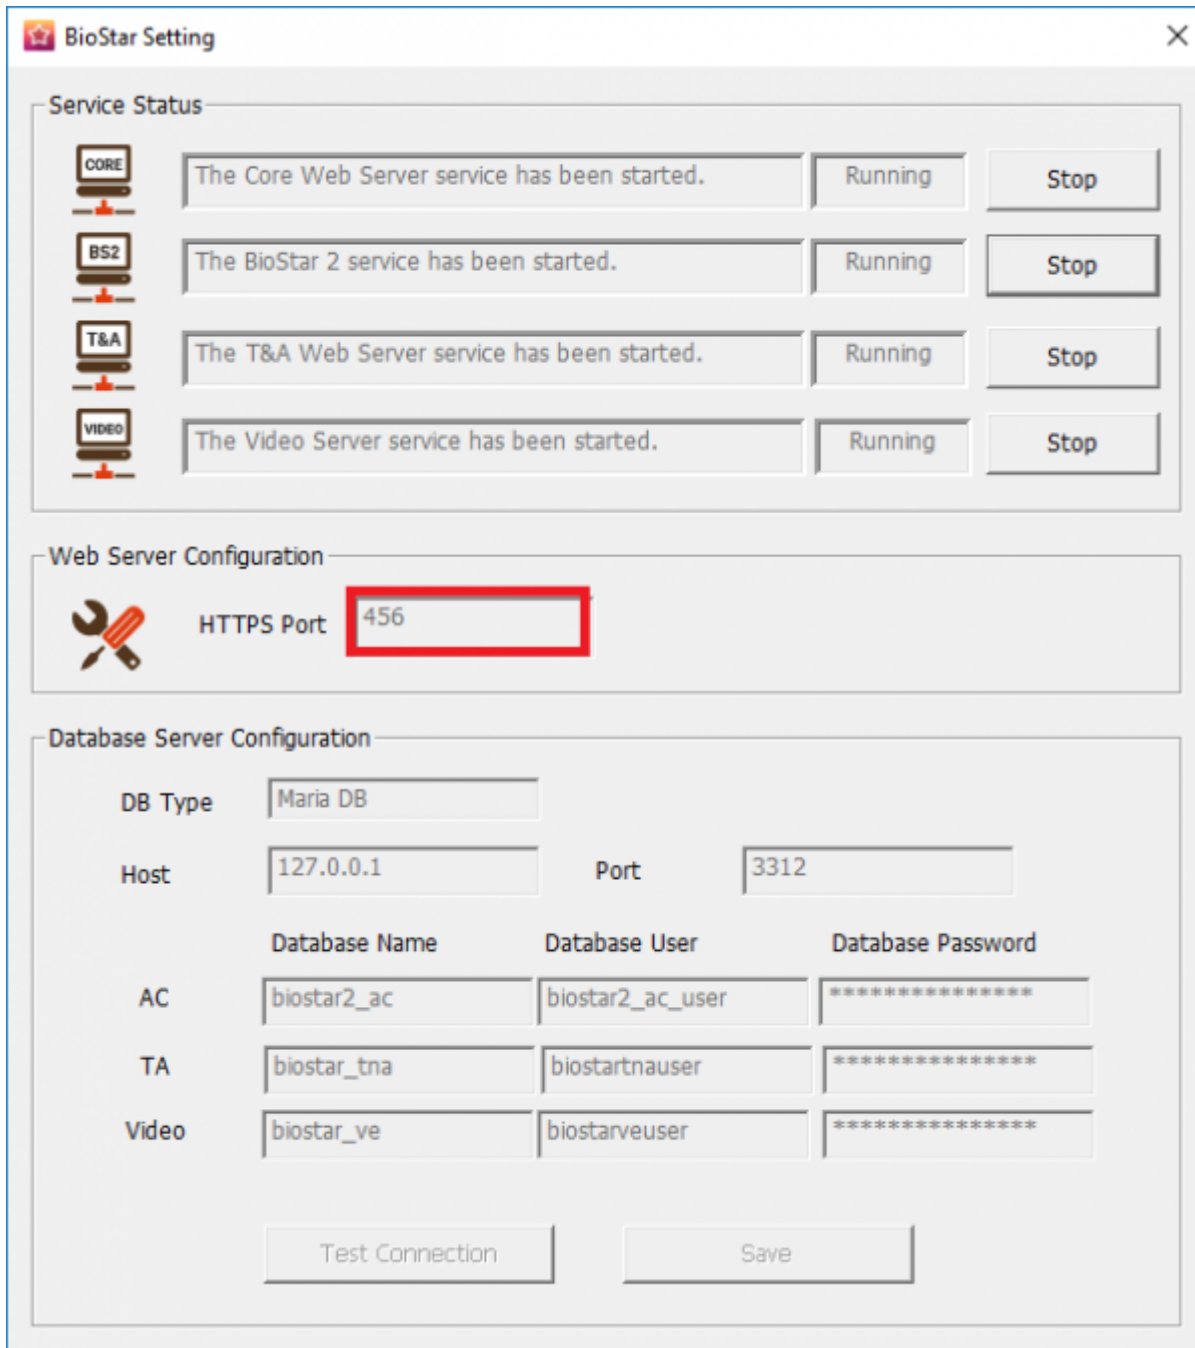 BioStar Setting
Service Status
CORE The Core Web Server service has been started. Running Stop
BS2 The BioStar 2 service has been started. Running Stop
T&A The T&A Web Server service has been started. Running Stop
VIDEO The Video Server service has been started. Running Stop
Web Server Configuration
HTTPS Port 456
Database Server Configuration
DB Type Maria DB
Host 127.0.0.1 Port 3312
Database Name Database User Database Password
AC biostar2_ac biostar2_ac_user ***************
TA biostar_tna biostartnauser ***************
Video biostar_ve biostarveuser ***************
Test Connection Save